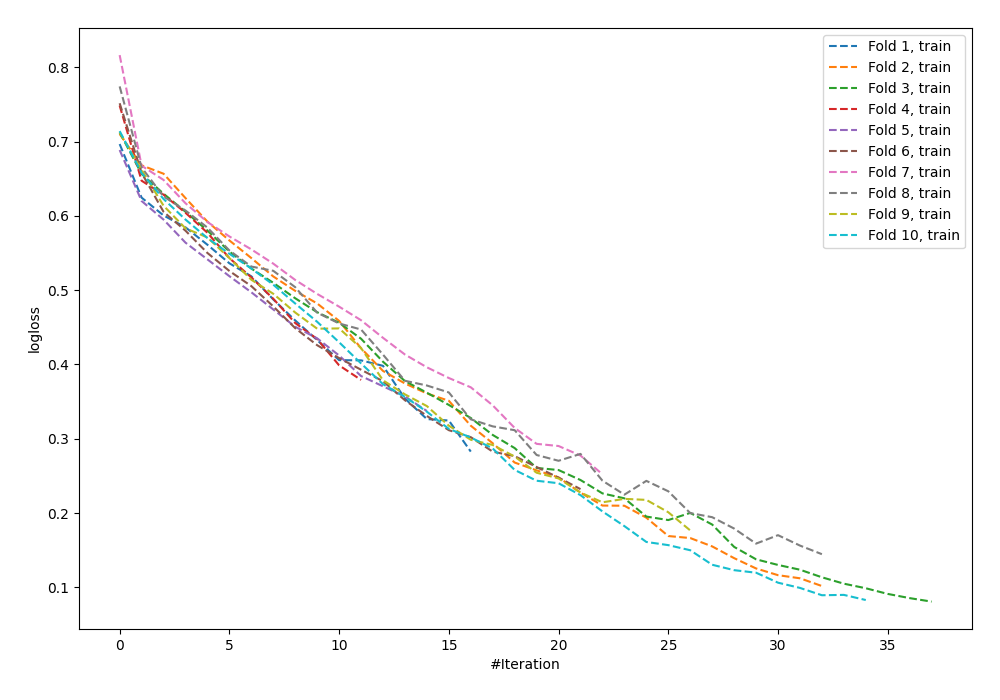 0.8
0.7
0.6
0.5
0.4
0.3
0.2
0.1
logloss
0
5
10
15
20
25
30
35
#Iteration
Fold 1, train
Fold 2, train
Fold 3, train
Fold 4, train
Fold 5, train
Fold 6, train
Fold 7, train
Fold 8, train
Fold 9, train
Fold 10, train